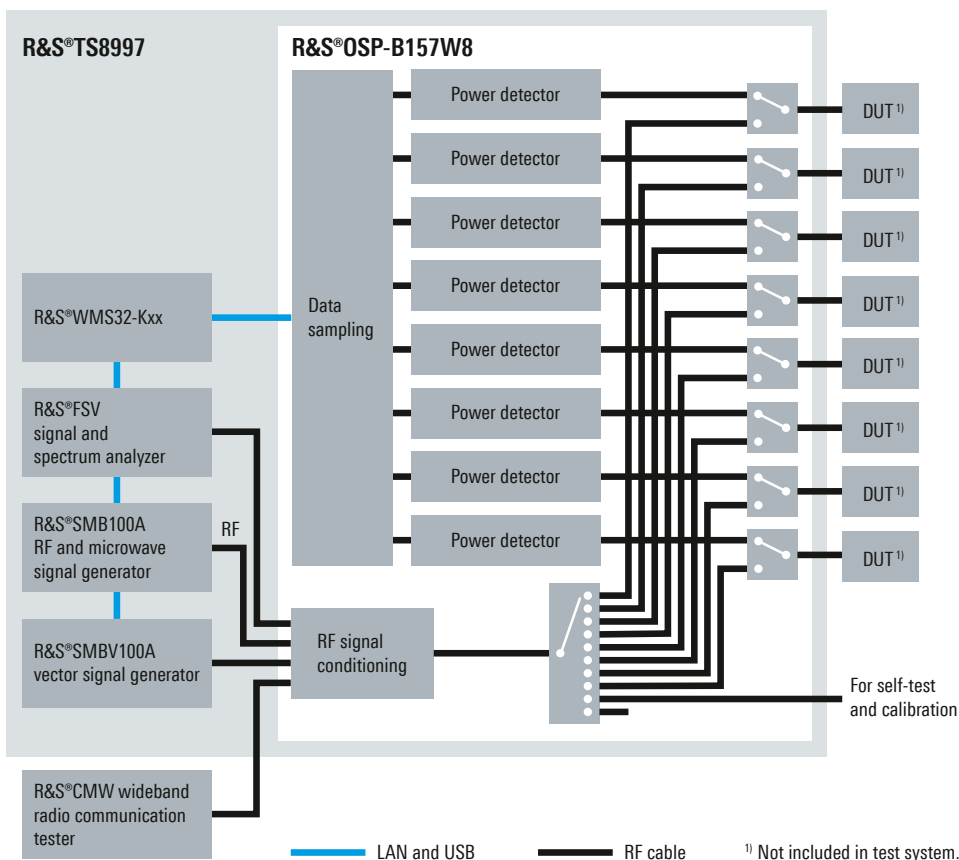 R&S®TS8997
R&S®OSP-B157W8
R&S®WMS32-Kxx
R&S®FSV
signal and
spectrum analyzer
R&S®SMB100A
RF and microwave
signal generator
RF
R&S®SMBV100A
vector signal generator
R&S®CMW wideband
radio communication
tester
Data
sampling
Power detector
Power detector
Power detector
Power detector
Power detector
Power detector
Power detector
Power detector
RF signal
conditioning
DUT 1)
DUT 1)
DUT 1)
DUT 1)
DUT 1)
DUT 1)
DUT 1)
DUT 1)
For self-test
and calibration
LAN and USB
RF cable
1) Not included in test system.